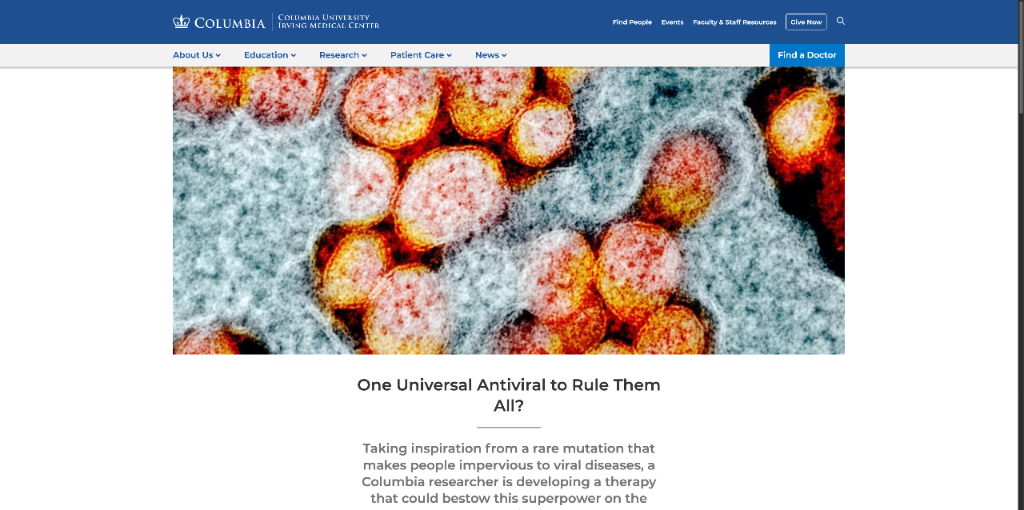 COLUMBIA
COLUMBIA UNIVERSITY
IRVING MEDICAL CENTER
Find People
Events
Faculty & Staff Resources
Give Now
About Us
Education
Research
Patient Care
News
Find a Doctor
One Universal Antiviral to Rule Them
All?
Taking inspiration from a rare mutation that
makes people impervious to viral diseases, a
Columbia researcher is developing a therapy
that could bestow this superpower on the